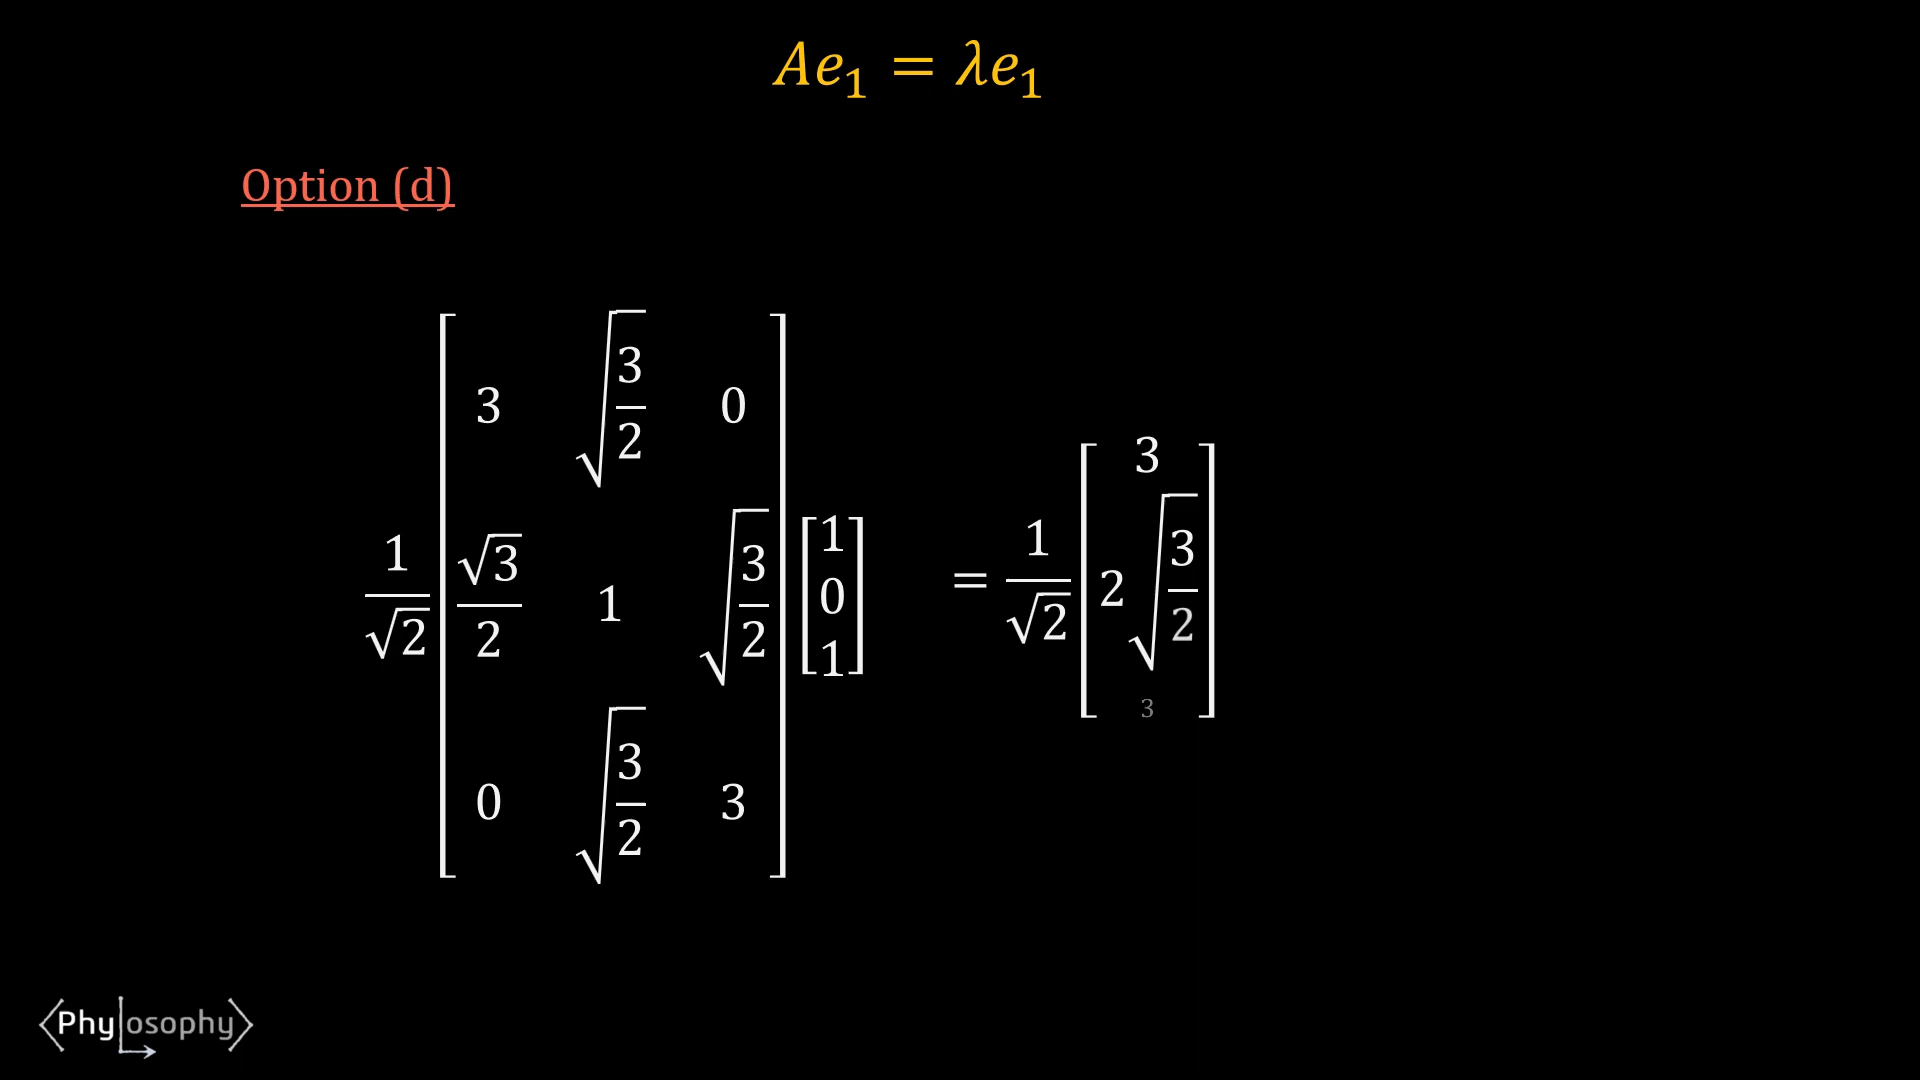 Ae₁ = λe₁
Option (d)
1/√2 [3 √(3/2) 0; √3/2 1 √(3/2); 0 √(3/2) 3] [1; 0; 1] = 1/√2 [3; 2√(3/2); 3]
Phylosophy